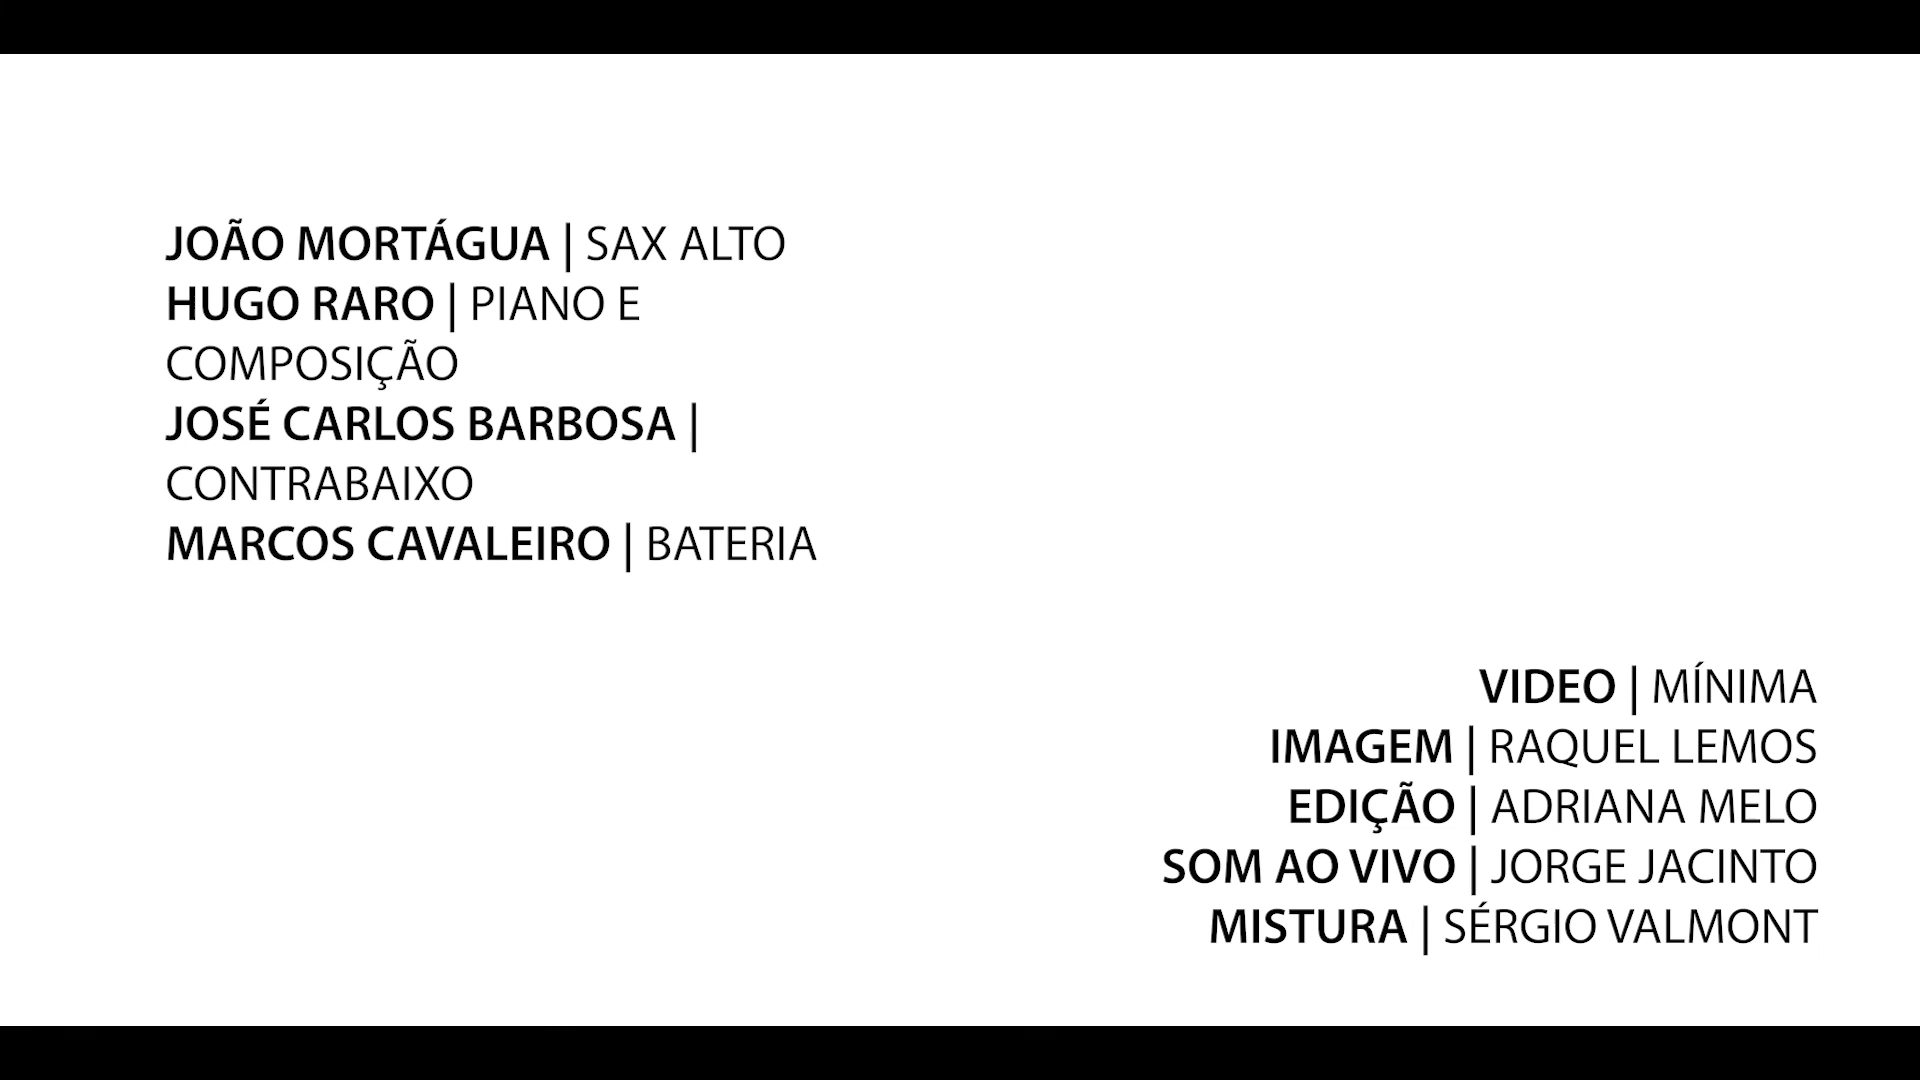 JOÃO MORTÁGUA | SAX ALTO
HUGO RARO | PIANO E
COMPOSIÇÃO
JOSÉ CARLOS BARBOSA |
CONTRABAIXO
MARCOS CAVALEIRO | BATERIA
VIDEO | MÍNIMA
IMAGEM | RAQUEL LEMOS
EDIÇÃO | ADRIANA MELO
SOM AO VIVO | JORGE JACINTO
MISTURA | SÉRGIO VALMONT